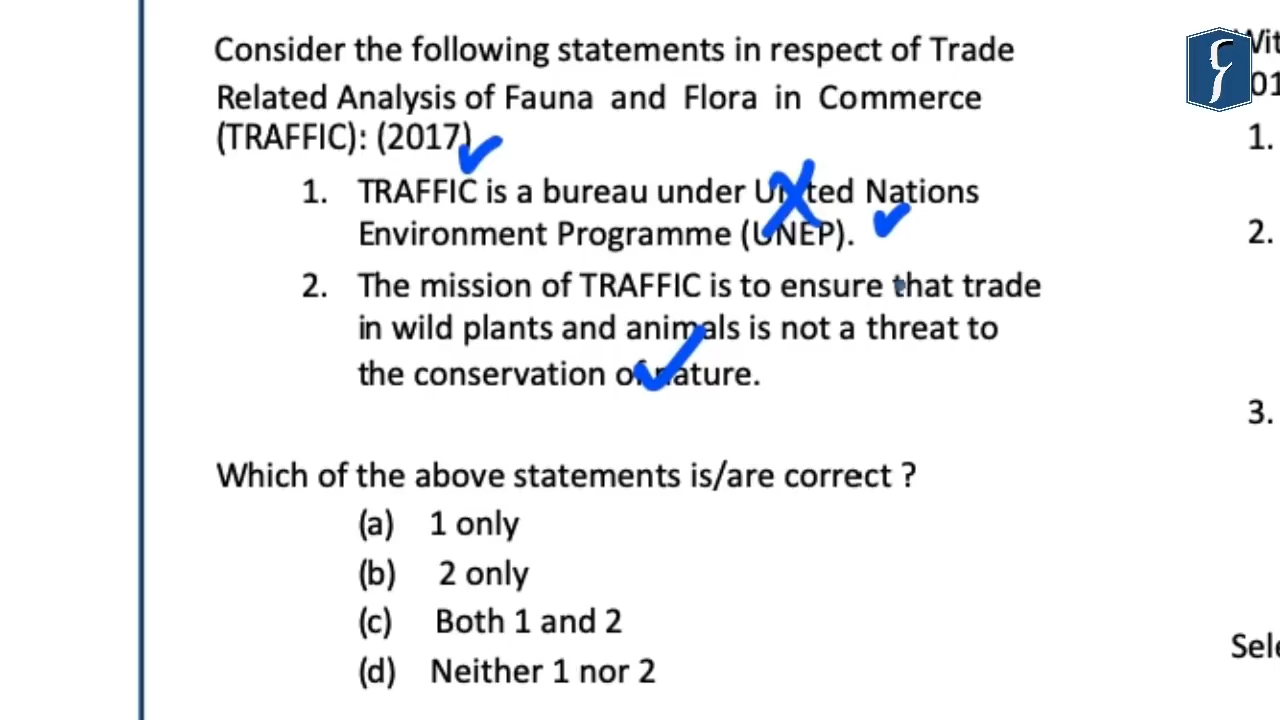 Consider the following statements in respect of Trade
Related Analysis of Fauna and Flora in Commerce
(TRAFFIC): (2017)
1. TRAFFIC is a bureau under United Nations
Environment Programme (UNEP).
2. The mission of TRAFFIC is to ensure that trade
in wild plants and animals is not a threat to
the conservation of nature.
Which of the above statements is/are correct ?
(a) 1 only
(b) 2 only
(c) Both 1 and 2
(d) Neither 1 nor 2
1.
2.
3.